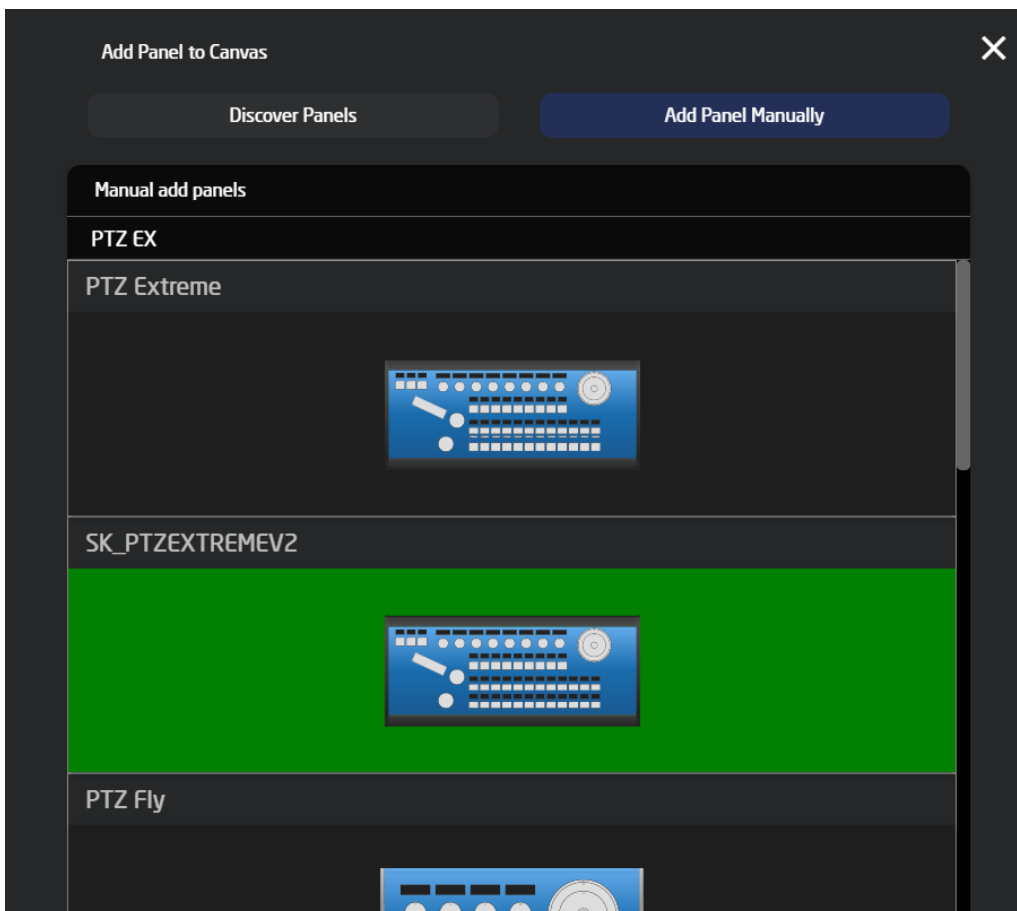 Add Panel to Canvas
Discover Panels
Add Panel Manually
Manual add panels
PTZ EX
PTZ Extreme
SK_PTZEXTREMEV2
PTZ Fly